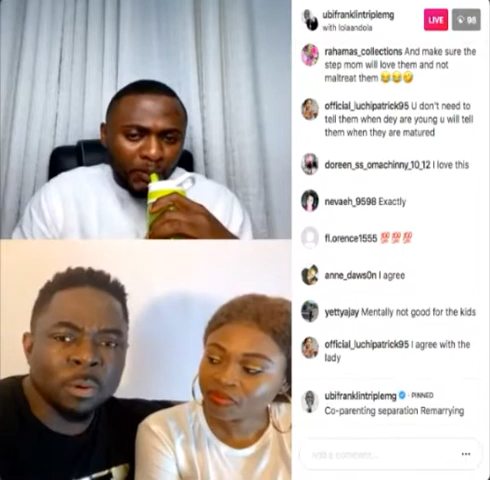 ubifranklintriplemg
with lolaandola
LIVE
98
rahamas_collections And make sure the
step mom will love them and not
maltreat them 😂😂🤣
official_luchipatrick95 U don't need to
tell them when dey are young u will tell
them when they are matured
doreen_ss_omachinny_10_12 I love this
nevaeh_9598 Exactly
fl.orence1555 💯💯💯
anne_daws0n I agree
yettyajay Mentally not good for the kids
official_luchipatrick95 I agree with the
lady
ubifranklintriplemg • PINNED
Co-parenting separation Remarrying
Add a comment...